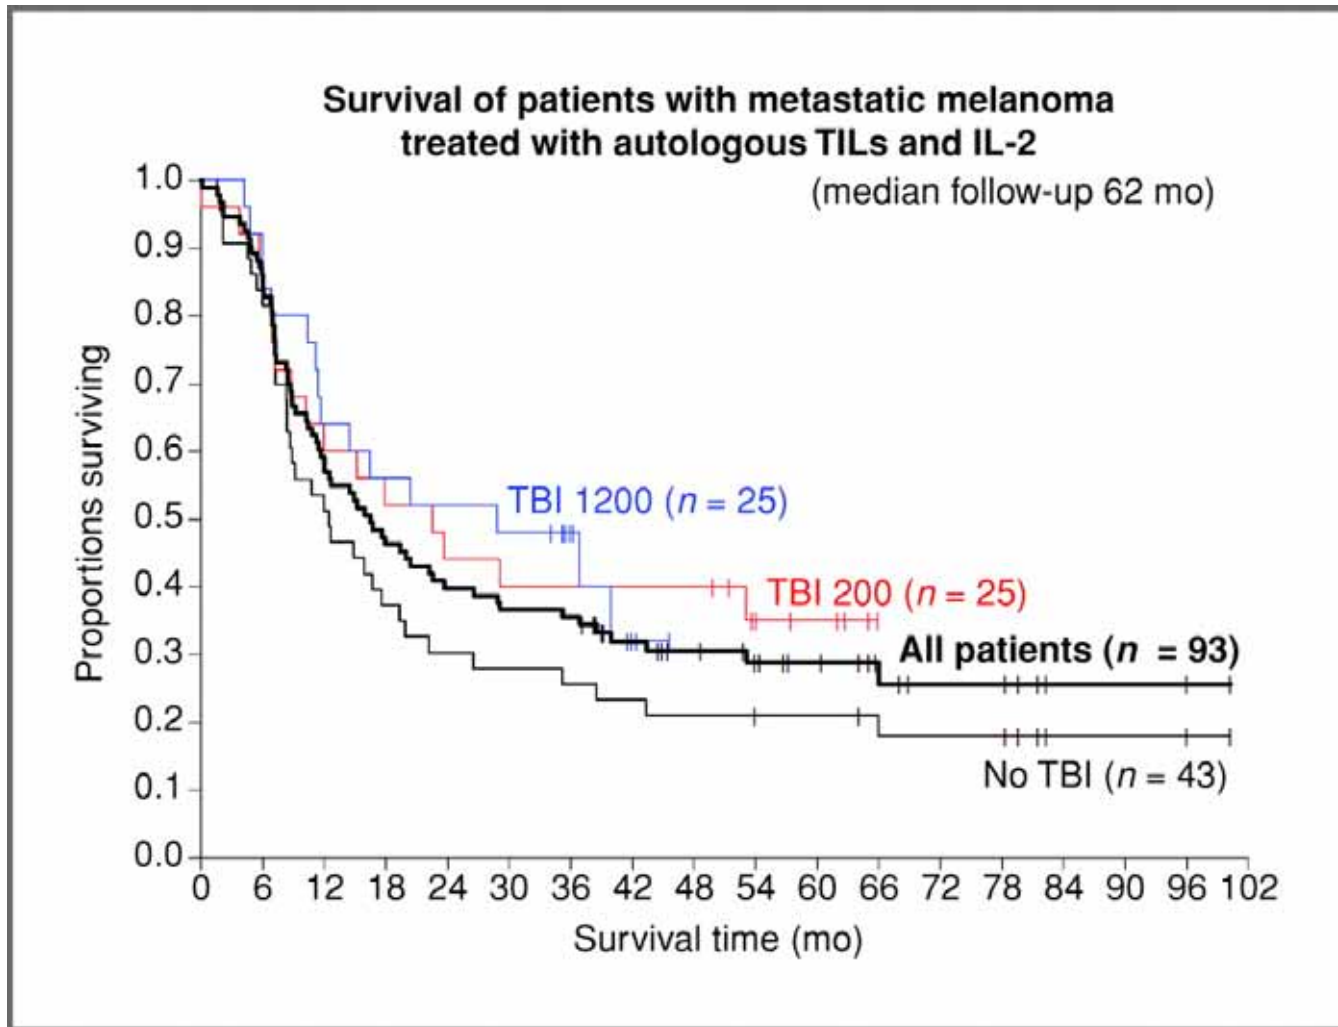 Survival of patients with metastatic melanoma
treated with autologous TILs and IL-2
(median follow-up 62 mo)
Proportions surviving
1.0
0.9
0.8
0.7
0.6
0.5
0.4
0.3
0.2
0.1
0.0
TBI 1200 (n = 25)
TBI 200 (n = 25)
All patients (n = 93)
No TBI (n = 43)
0 6 12 18 24 30 36 42 48 54 60 66 72 78 84 90 96 102
Survival time (mo)